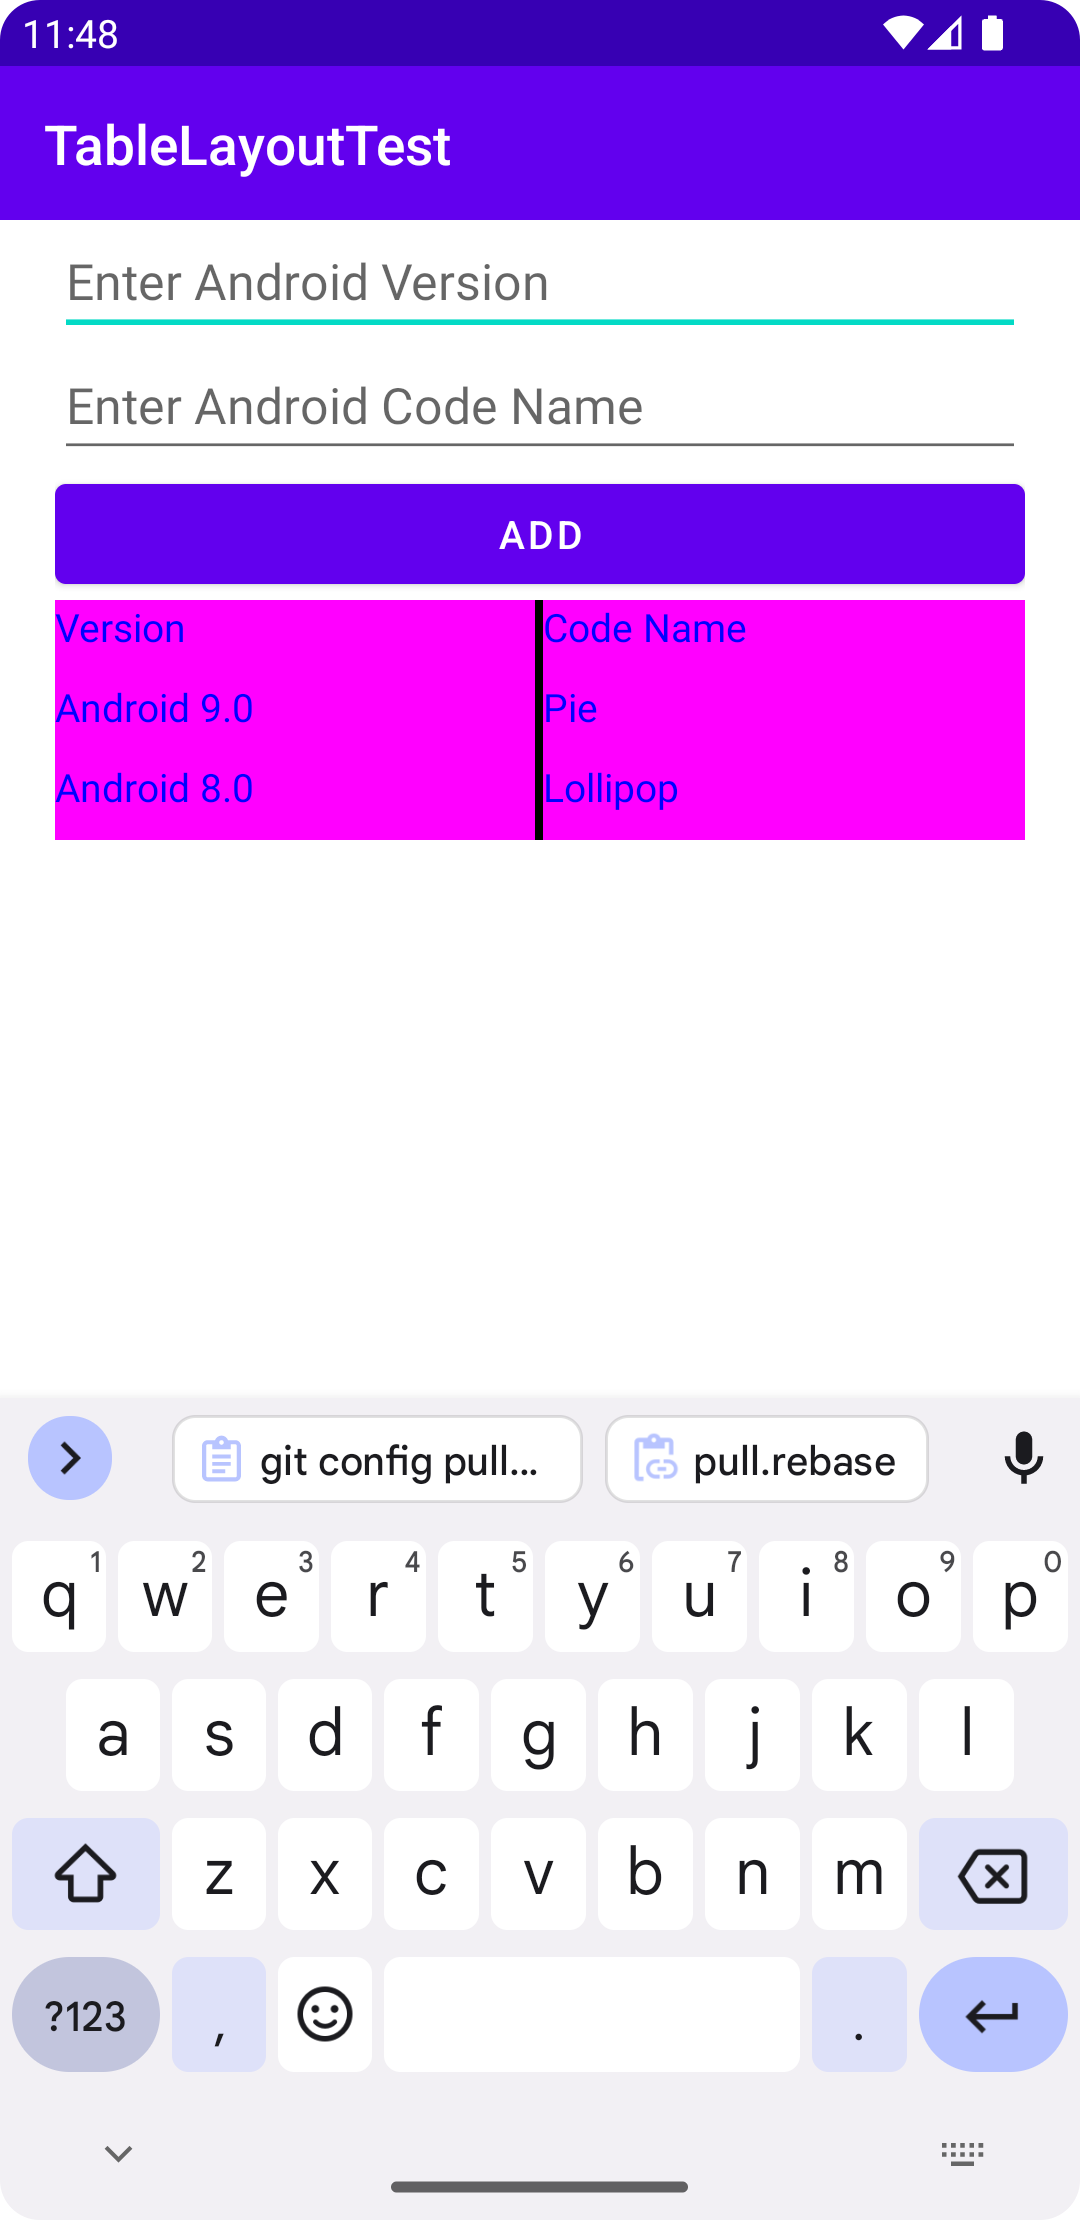 11:48
TableLayoutTest
Enter Android Version
Enter Android Code Name
ADD
Version Code Name
Android 9.0 Pie
Android 8.0 Lollipop
git config pull... pull.rebase
q 1 w 2 e 3 r 4 t 5 y 6 u 7 i 8 o 9 p 0
a s d f g h j k l
z x c v b n m
?123 , .